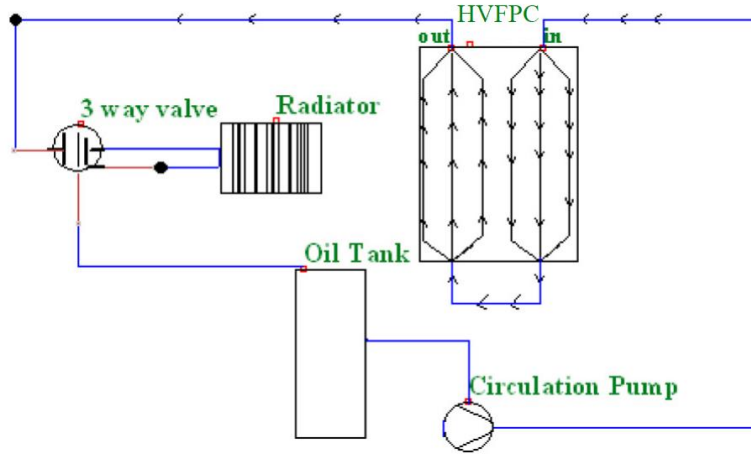 HVFPC
out in
3 way valve
Radiator
Oil Tank
Circulation Pump